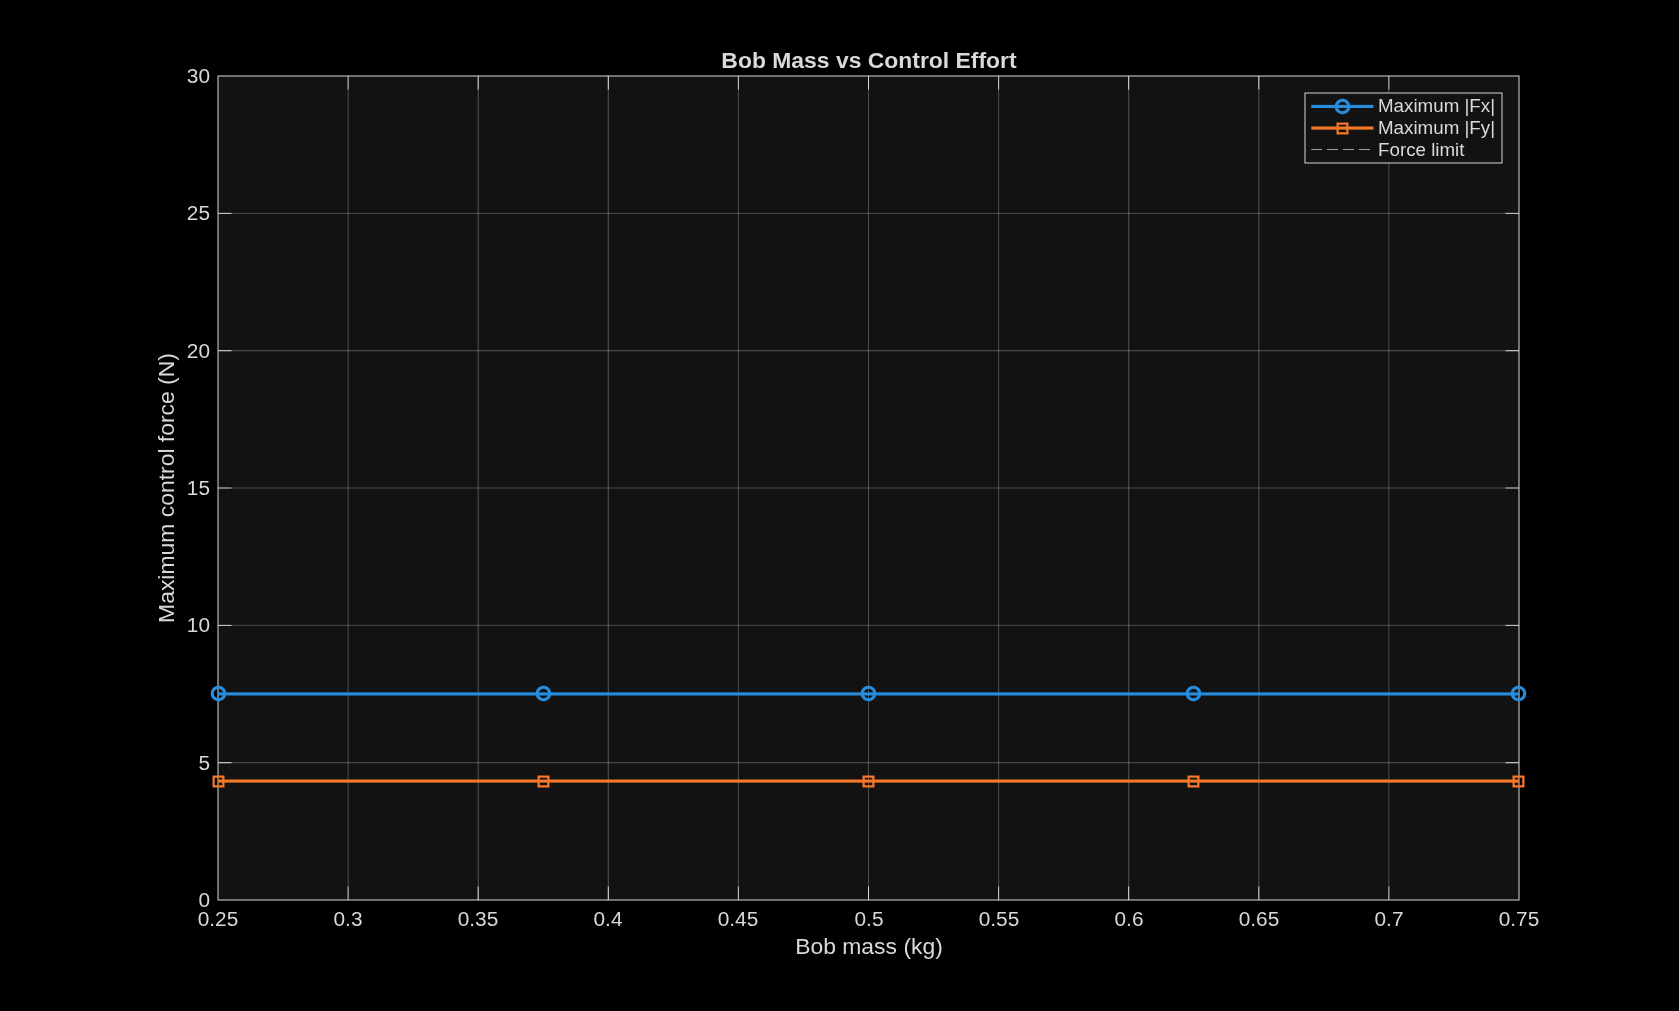 Bob Mass vs Control Effort
Maximum |Fx|
Maximum |Fy|
Force limit
Maximum control force (N)
30
25
20
15
10
5
0
0.25 0.3 0.35 0.4 0.45 0.5 0.55 0.6 0.65 0.7 0.75
Bob mass (kg)